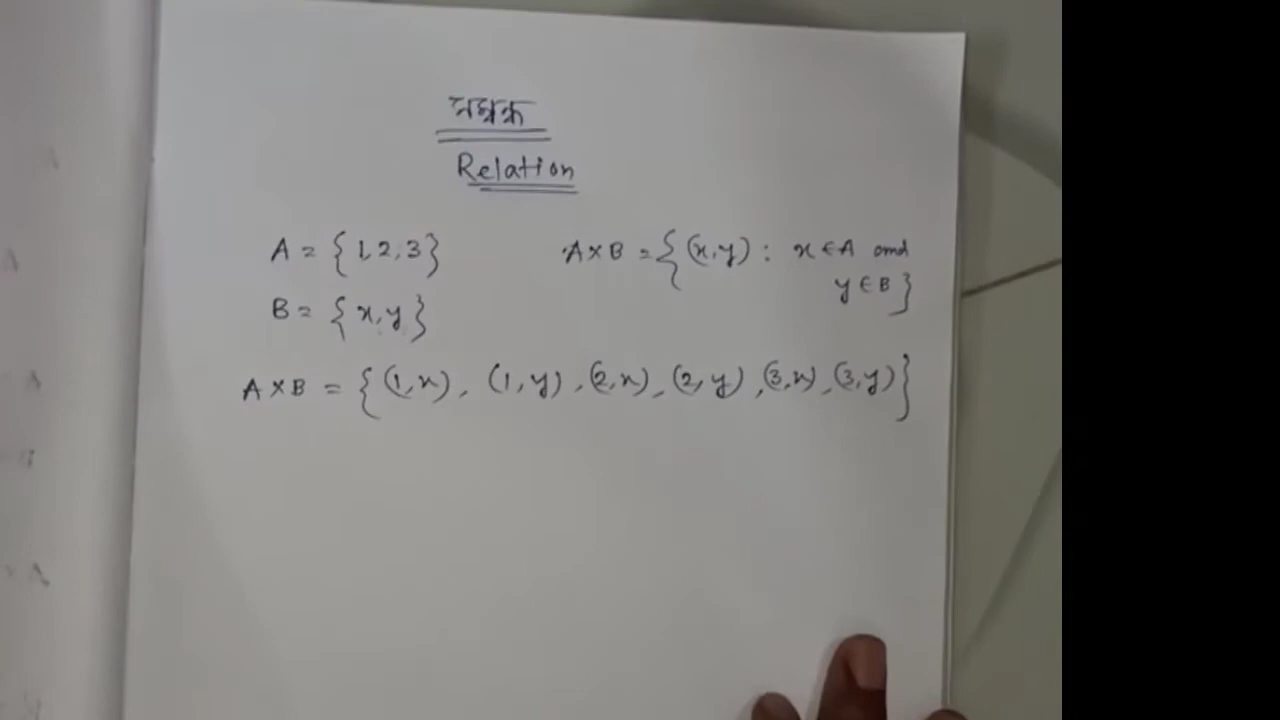 সম্বন্ধ
Relation
A = {1,2,3}
A×B = {(x,y) : x ∈ A and
y ∈ B}
B = {x,y}
A×B = {(1,x), (1,y), (2,x), (2,y), (3,x), (3,y)}